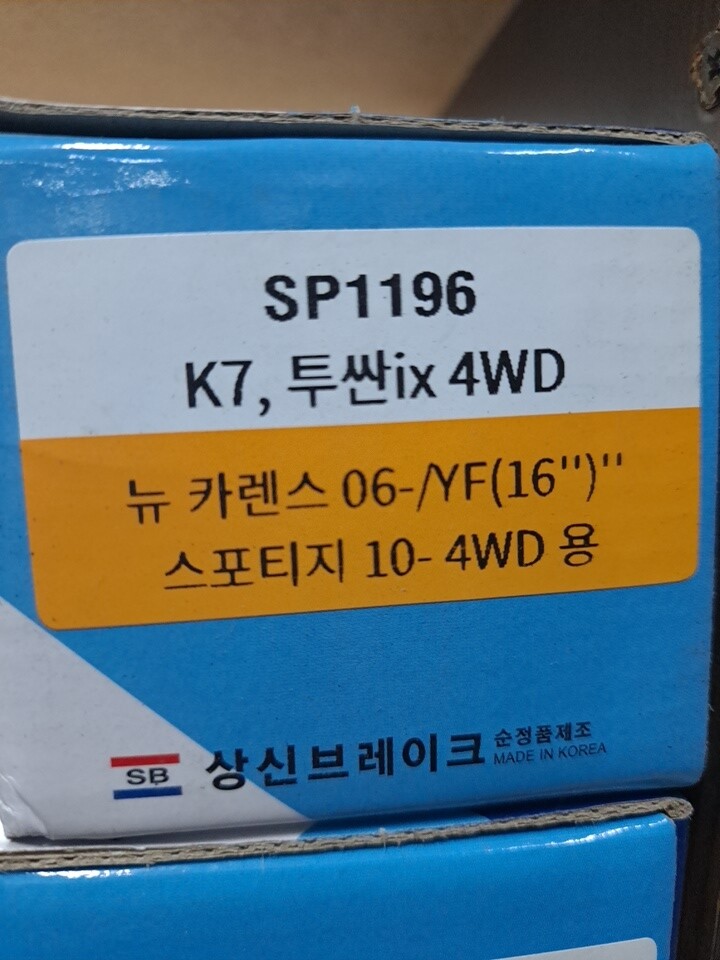 SP1196
K7, 투싼ix 4WD
뉴 카렌스 06-/YF(16'')''
스포티지 10- 4WD 용
SB 상신브레이크 순정품제조
MADE IN KOREA